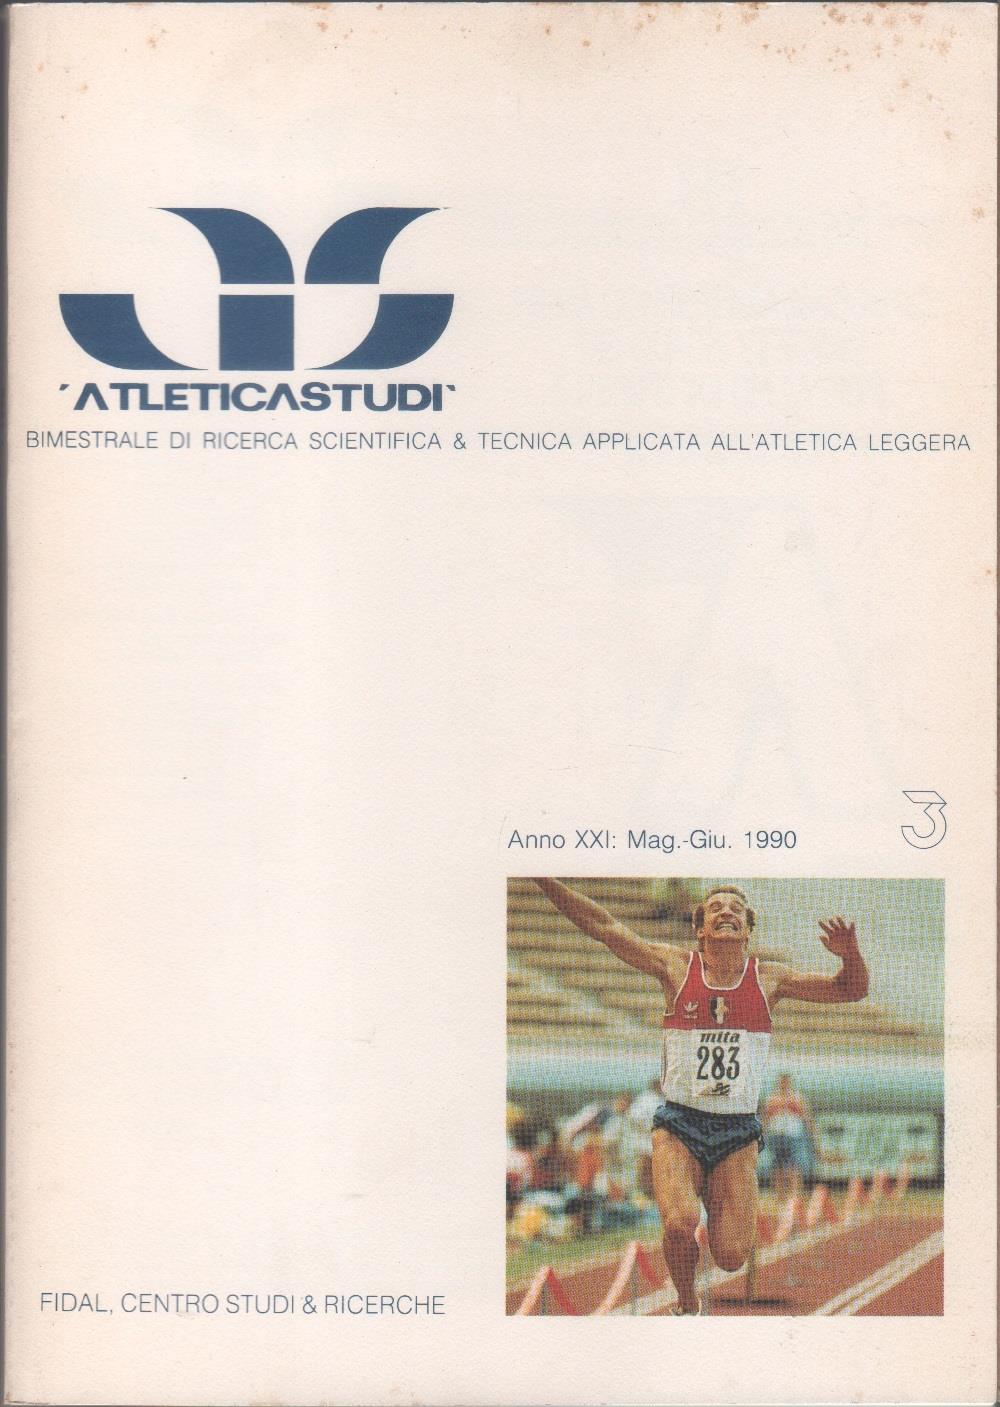 'ATLETICASTUDI'
BIMESTRALE DI RICERCA SCIENTIFICA & TECNICA APPLICATA ALL'ATLETICA LEGGERA
3
Anno XXI: Mag.-Giu. 1990
mita
283
FIDAL, CENTRO STUDI & RICERCHE